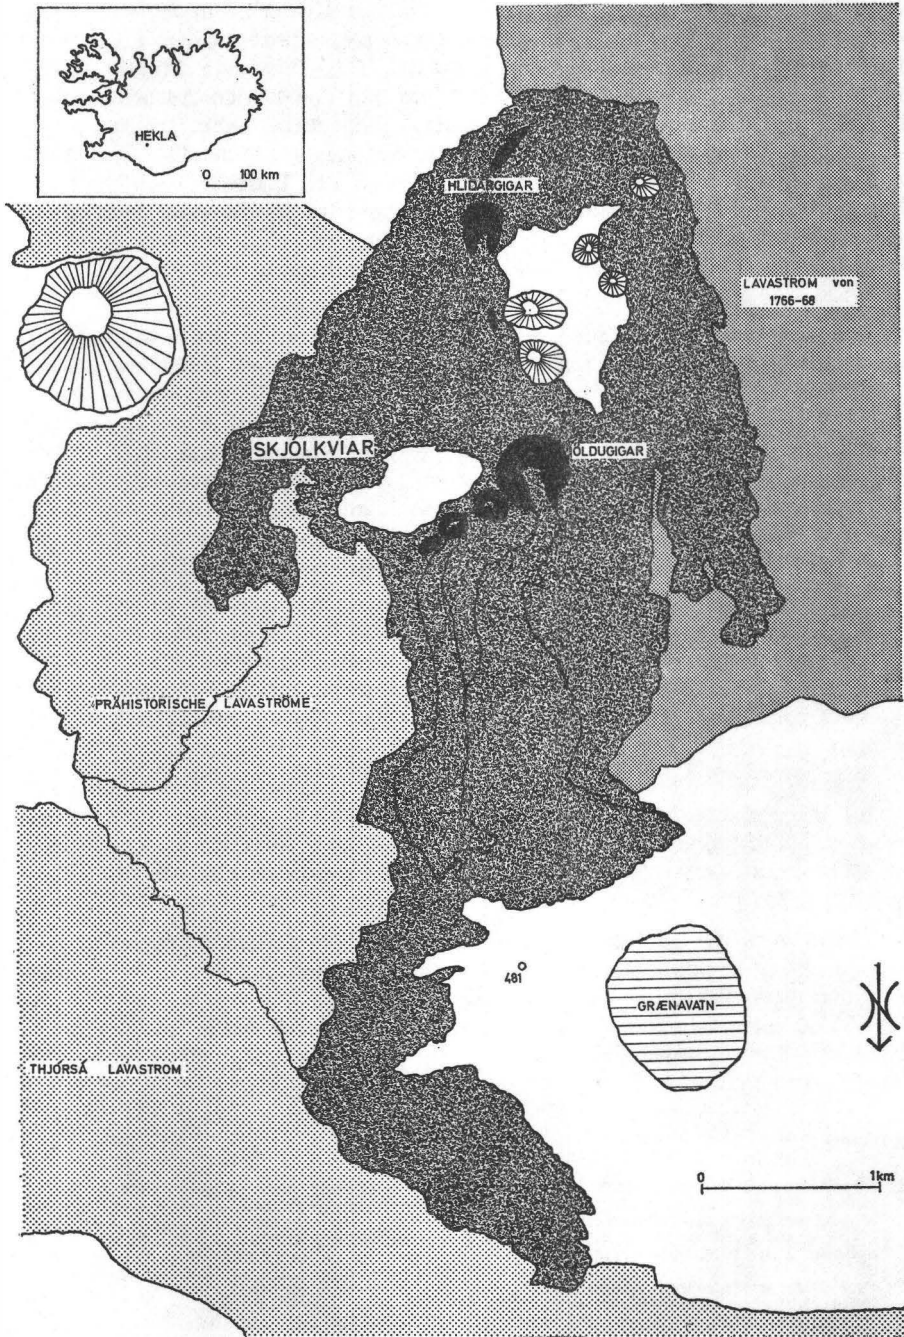 HEKLA
0 100 km
HLIDARGIGAR
LAVASTROM von
1766-68
SKJÓLKVÍAR
ÖLDUGIGAR
PRÄHISTORISCHE LAVASTRÖME
481
GRÆNAVATN
N
THJÓRSÁ LAVASTROM
0 1km